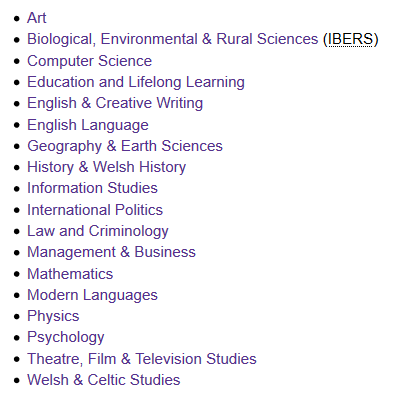 Art
Biological, Environmental & Rural Sciences (IBERS)
Computer Science
Education and Lifelong Learning
English & Creative Writing
English Language
Geography & Earth Sciences
History & Welsh History
Information Studies
International Politics
Law and Criminology
Management & Business
Mathematics
Modern Languages
Physics
Psychology
Theatre, Film & Television Studies
Welsh & Celtic Studies